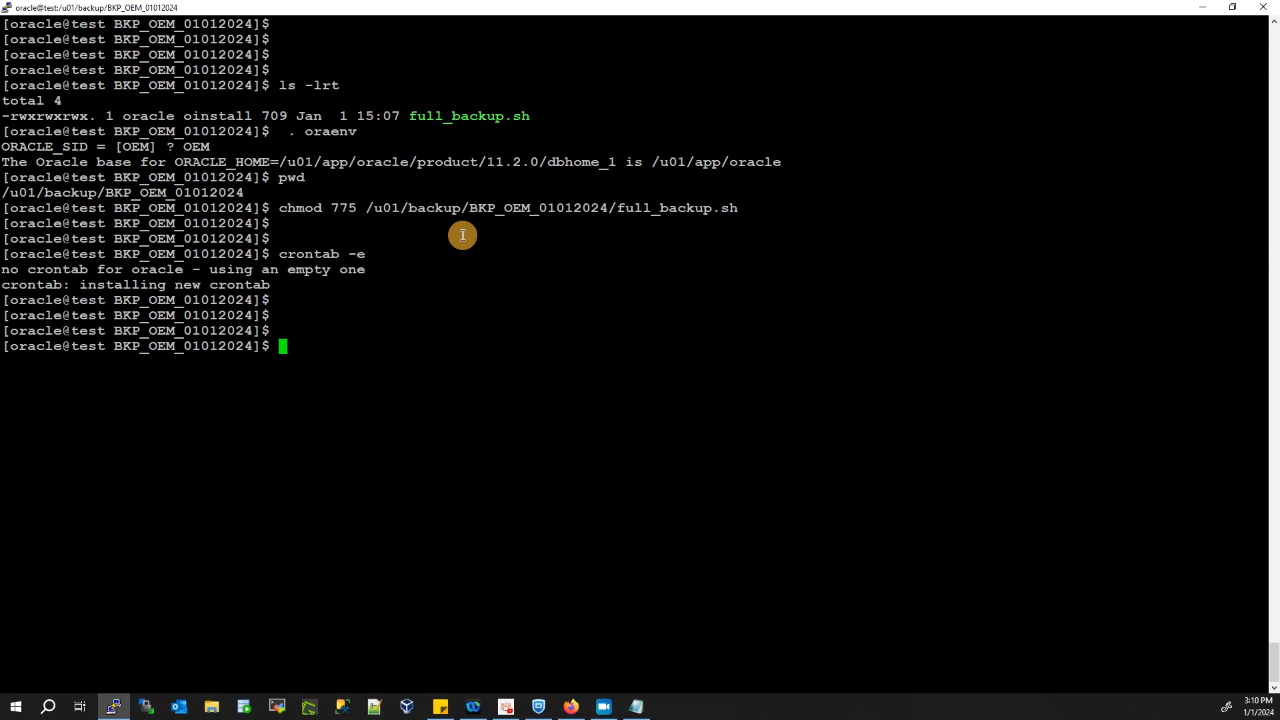 oracle@test:/u01/backup/BKP_OEM_01012024
[oracle@test BKP_OEM_01012024]$
[oracle@test BKP_OEM_01012024]$
[oracle@test BKP_OEM_01012024]$
[oracle@test BKP_OEM_01012024]$
[oracle@test BKP_OEM_01012024]$ ls -lrt
total 4
-rwxrwxrwx. 1 oracle oinstall 709 Jan  1 15:07 full_backup.sh
[oracle@test BKP_OEM_01012024]$  . oraenv
ORACLE_SID = [OEM] ? OEM
The Oracle base for ORACLE_HOME=/u01/app/oracle/product/11.2.0/dbhome_1 is /u01/app/oracle
[oracle@test BKP_OEM_01012024]$ pwd
/u01/backup/BKP_OEM_01012024
[oracle@test BKP_OEM_01012024]$ chmod 775 /u01/backup/BKP_OEM_01012024/full_backup.sh
[oracle@test BKP_OEM_01012024]$
[oracle@test BKP_OEM_01012024]$
[oracle@test BKP_OEM_01012024]$ crontab -e
no crontab for oracle - using an empty one
crontab: installing new crontab
[oracle@test BKP_OEM_01012024]$
[oracle@test BKP_OEM_01012024]$
[oracle@test BKP_OEM_01012024]$
[oracle@test BKP_OEM_01012024]$
3:10 PM
1/1/2024